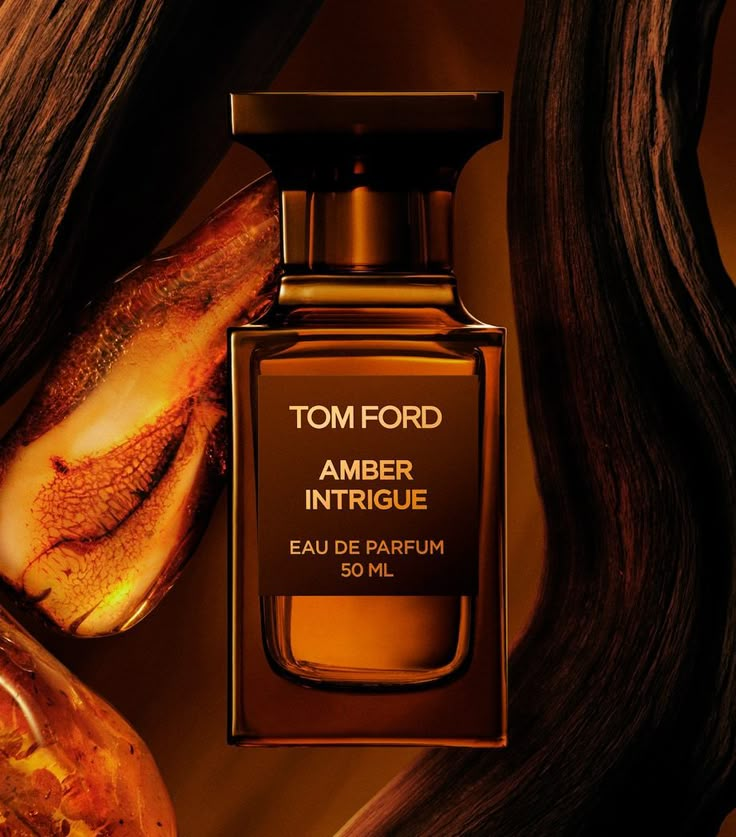 TOM FORD
AMBER
INTRIGUE
EAU DE PARFUM
50 ML